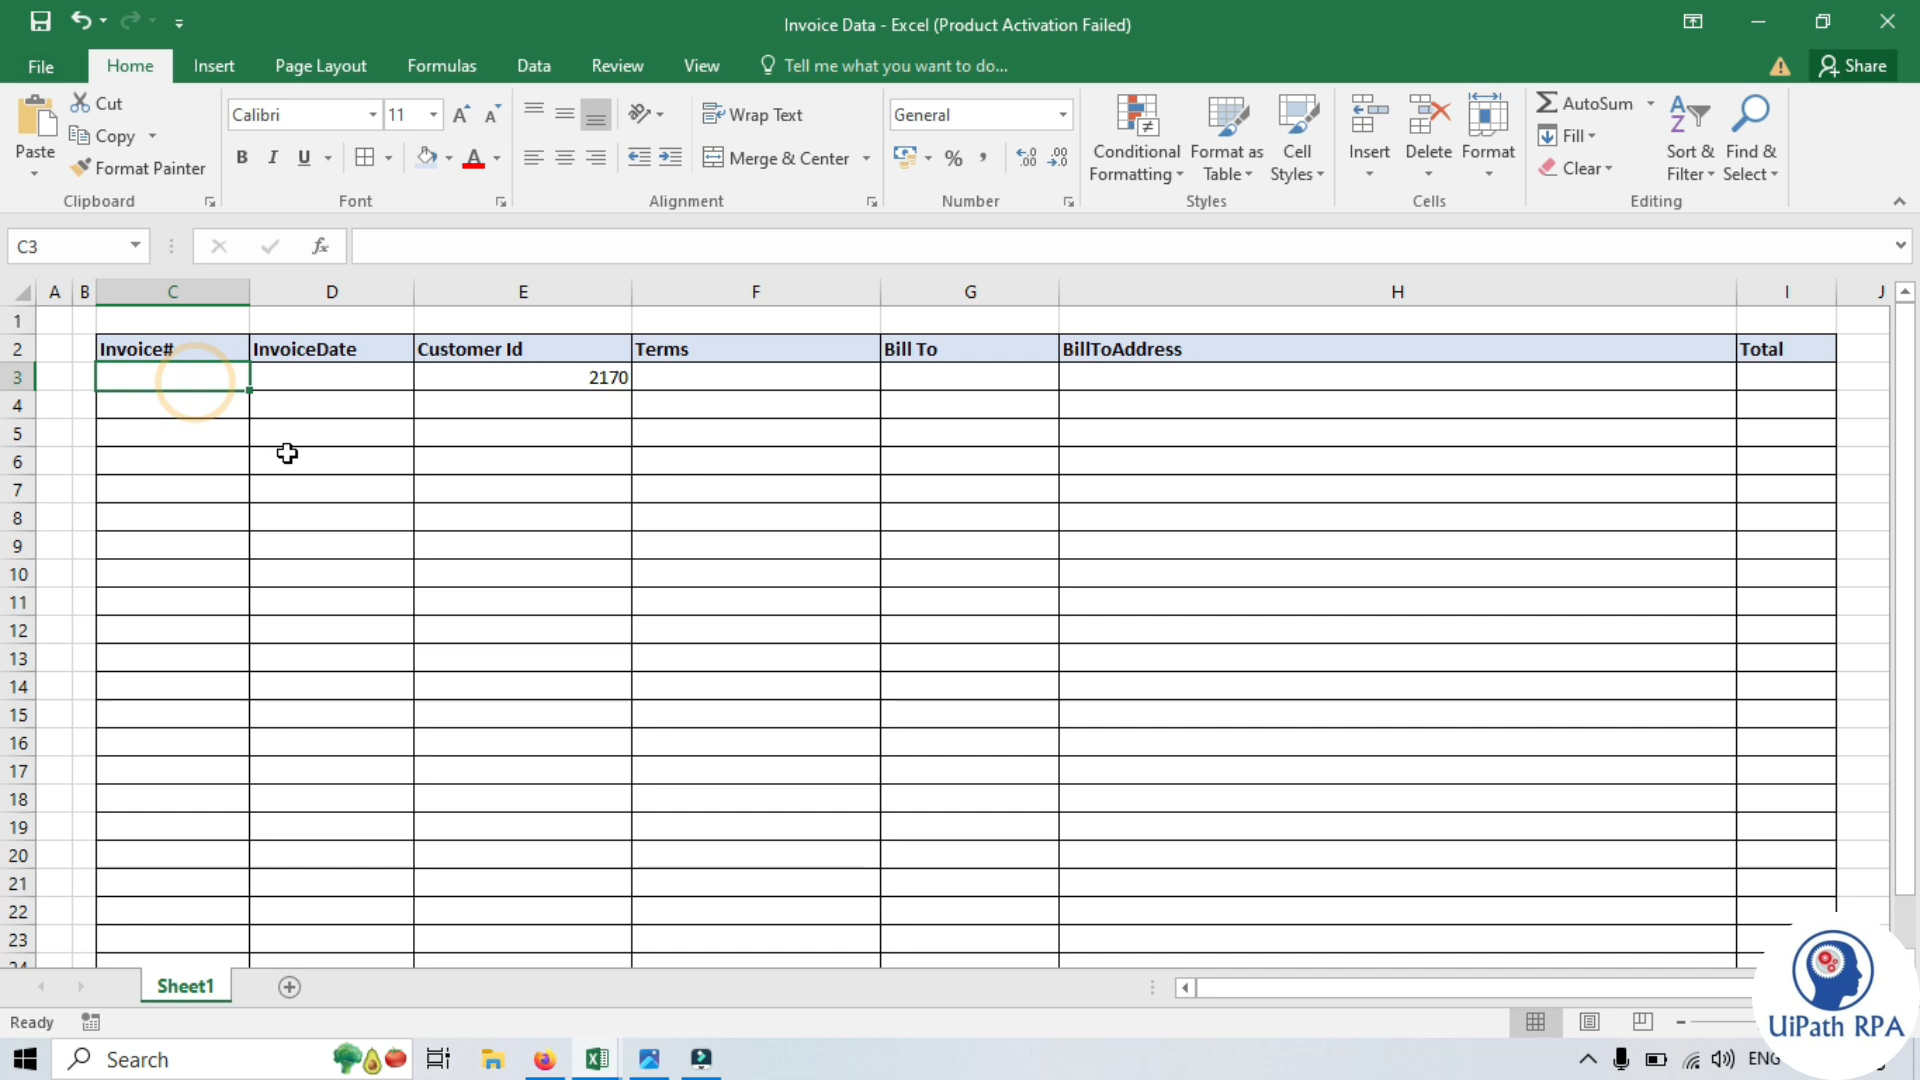 Invoice Data - Excel (Product Activation Failed)
File Home Insert Page Layout Formulas Data Review View Tell me what you want to do... Share
Paste
Cut
Copy
Format Painter
Clipboard
Calibri 11
A A
B I U A
Font
Wrap Text
Merge & Center
Alignment
General
% ,
Number
Conditional Formatting
Format as Table
Cell Styles
Styles
Insert Delete Format
Cells
AutoSum
Fill
Clear
Sort & Filter
Find & Select
Editing
C3 fx
A B C D E F G H I J
1
2 Invoice# InvoiceDate Customer Id Terms Bill To BillToAddress Total
3 2170
4
5
6
7
8
9
10
11
12
13
14
15
16
17
18
19
20
21
22
23
24
Sheet1
Ready
UiPath RPA
Search
ENG